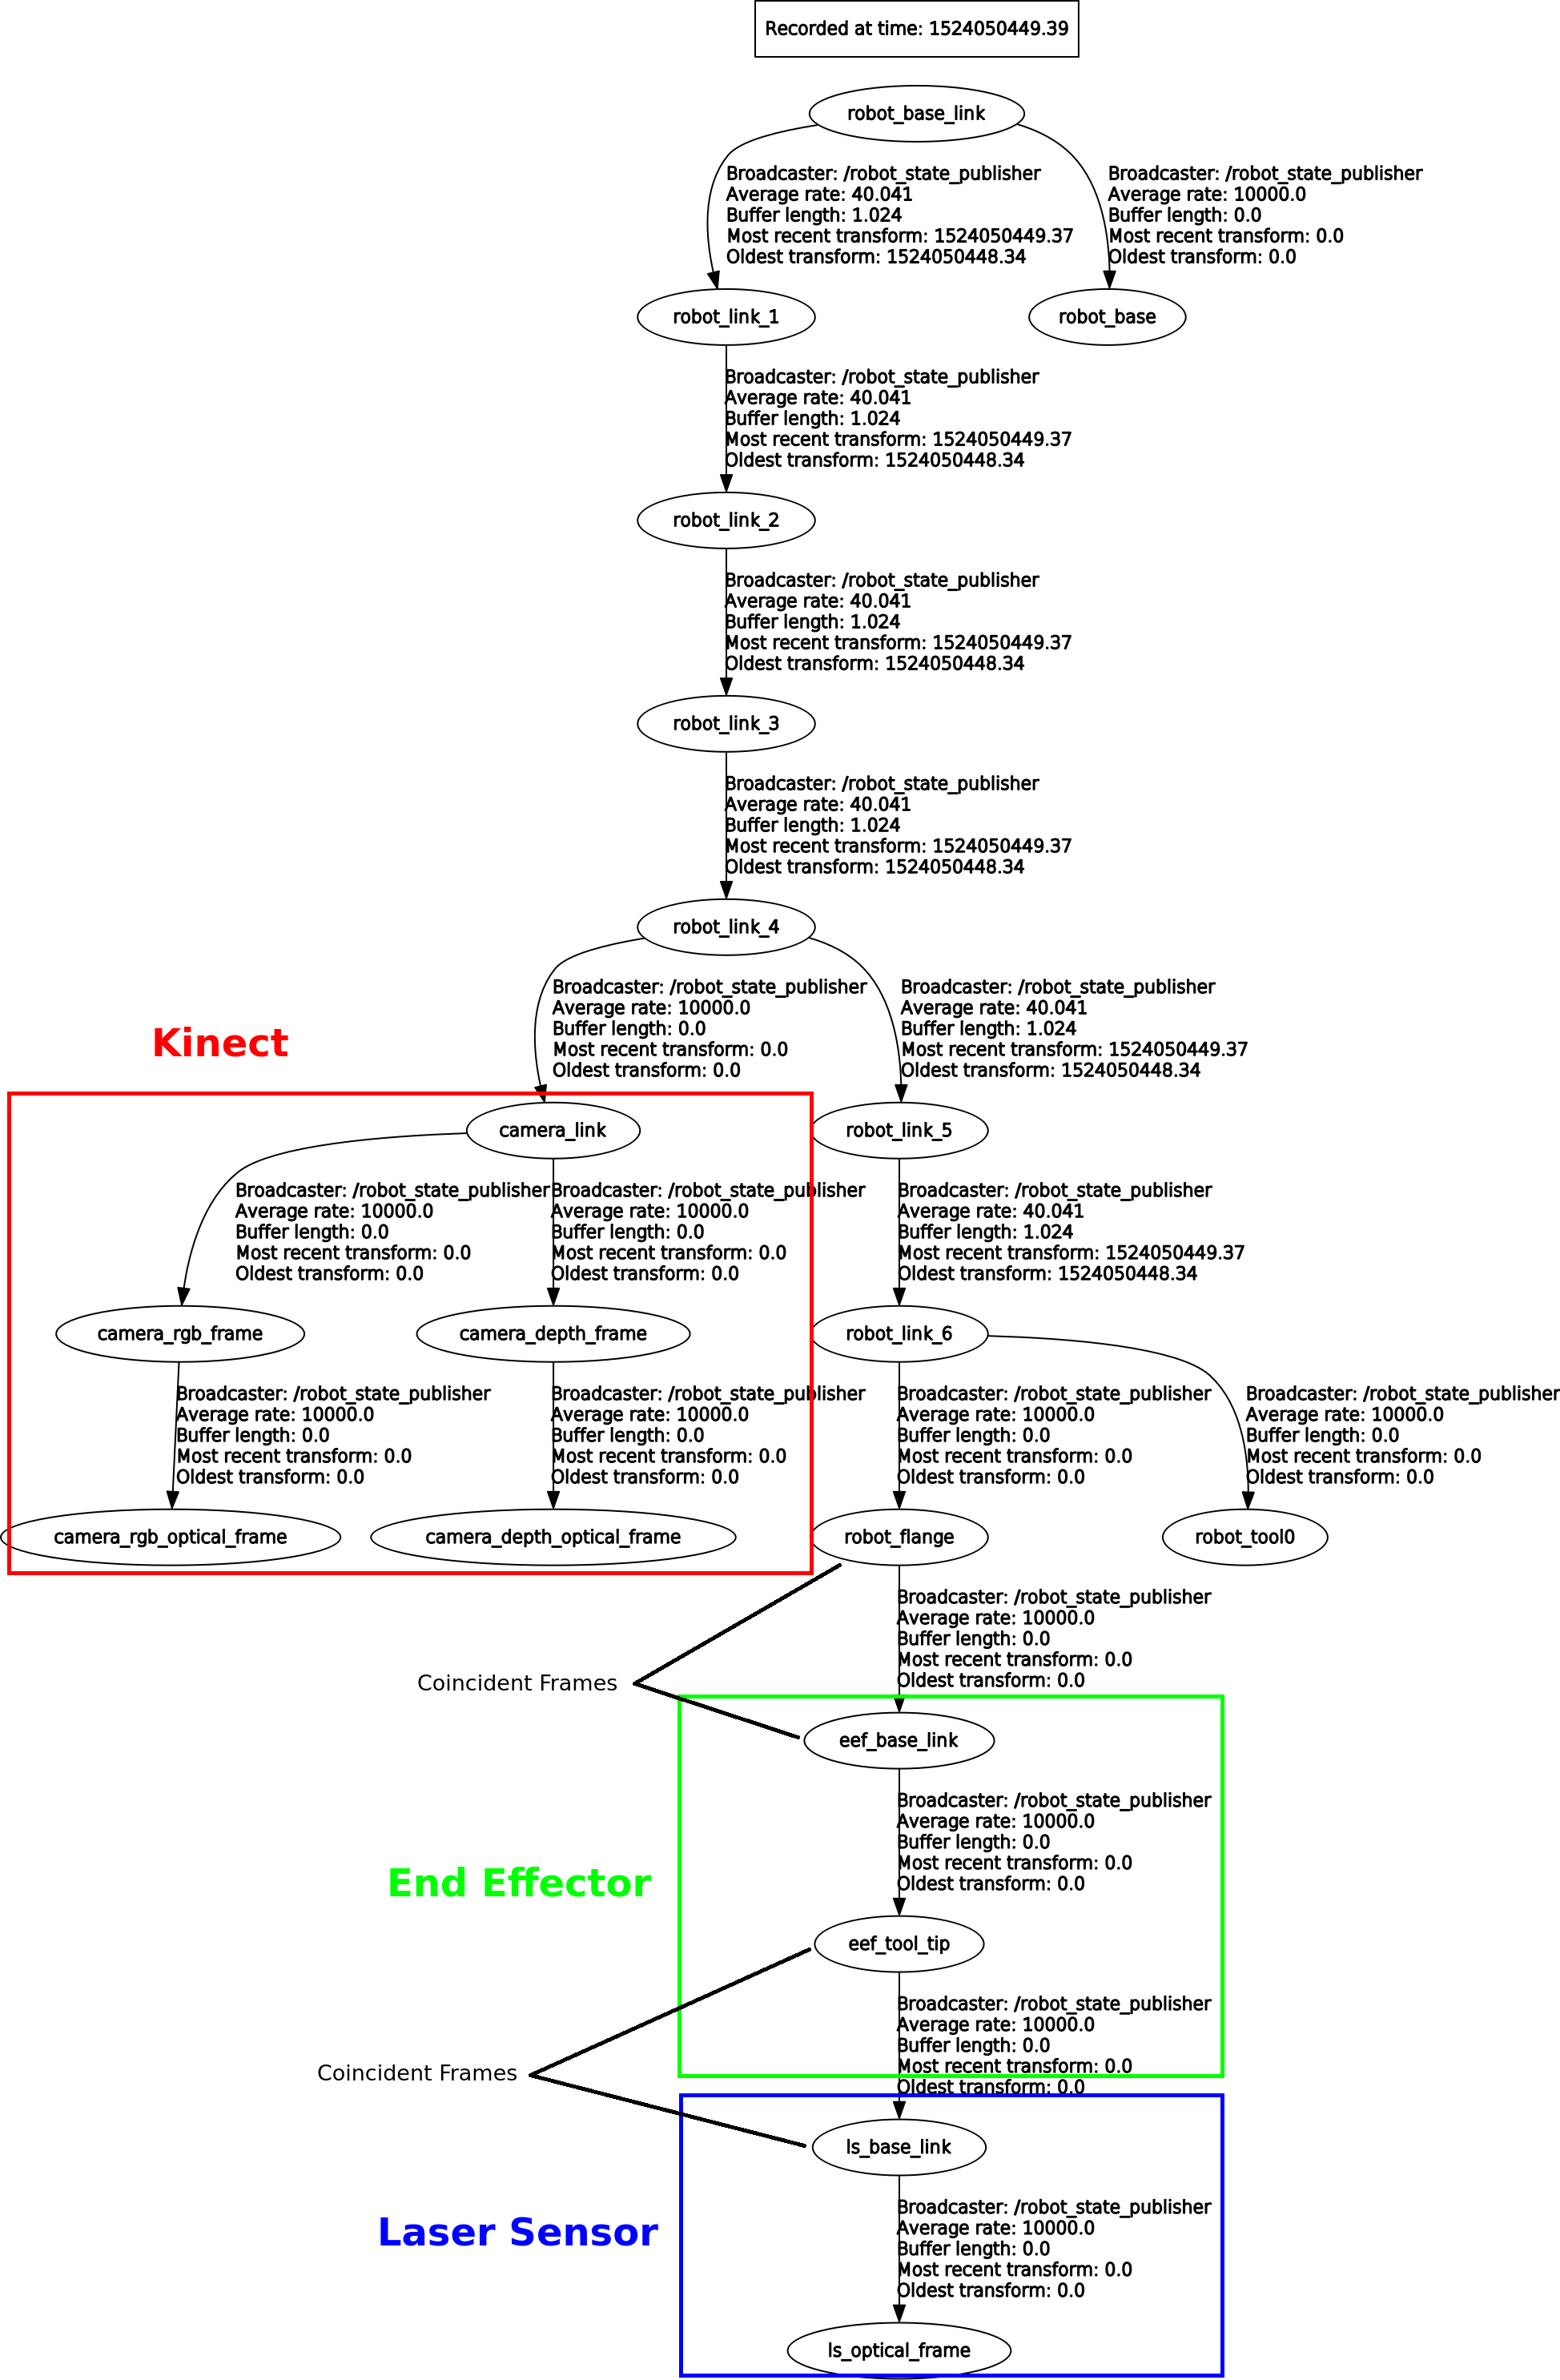 Recorded at time: 1524050449.39
robot_base_link
Broadcaster: /robot_state_publisher
Average rate: 40.041
Buffer length: 1.024
Most recent transform: 1524050449.37
Oldest transform: 1524050448.34
Broadcaster: /robot_state_publisher
Average rate: 10000.0
Buffer length: 0.0
Most recent transform: 0.0
Oldest transform: 0.0
robot_link_1
robot_base
Broadcaster: /robot_state_publisher
Average rate: 40.041
Buffer length: 1.024
Most recent transform: 1524050449.37
Oldest transform: 1524050448.34
robot_link_2
Broadcaster: /robot_state_publisher
Average rate: 40.041
Buffer length: 1.024
Most recent transform: 1524050449.37
Oldest transform: 1524050448.34
robot_link_3
Broadcaster: /robot_state_publisher
Average rate: 40.041
Buffer length: 1.024
Most recent transform: 1524050449.37
Oldest transform: 1524050448.34
robot_link_4
Broadcaster: /robot_state_publisher
Average rate: 10000.0
Buffer length: 0.0
Most recent transform: 0.0
Oldest transform: 0.0
Broadcaster: /robot_state_publisher
Average rate: 40.041
Buffer length: 1.024
Most recent transform: 1524050449.37
Oldest transform: 1524050448.34
Kinect
camera_link
robot_link_5
Broadcaster: /robot_state_publisher
Average rate: 10000.0
Buffer length: 0.0
Most recent transform: 0.0
Oldest transform: 0.0
Broadcaster: /robot_state_publisher
Average rate: 10000.0
Buffer length: 0.0
Most recent transform: 0.0
Oldest transform: 0.0
Broadcaster: /robot_state_publisher
Average rate: 40.041
Buffer length: 1.024
Most recent transform: 1524050449.37
Oldest transform: 1524050448.34
camera_rgb_frame
camera_depth_frame
robot_link_6
Broadcaster: /robot_state_publisher
Average rate: 10000.0
Buffer length: 0.0
Most recent transform: 0.0
Oldest transform: 0.0
Broadcaster: /robot_state_publisher
Average rate: 10000.0
Buffer length: 0.0
Most recent transform: 0.0
Oldest transform: 0.0
Broadcaster: /robot_state_publisher
Average rate: 10000.0
Buffer length: 0.0
Most recent transform: 0.0
Oldest transform: 0.0
Broadcaster: /robot_state_publisher
Average rate: 10000.0
Buffer length: 0.0
Most recent transform: 0.0
Oldest transform: 0.0
camera_rgb_optical_frame
camera_depth_optical_frame
robot_flange
robot_tool0
Broadcaster: /robot_state_publisher
Average rate: 10000.0
Buffer length: 0.0
Most recent transform: 0.0
Oldest transform: 0.0
Coincident Frames
eef_base_link
Broadcaster: /robot_state_publisher
Average rate: 10000.0
Buffer length: 0.0
Most recent transform: 0.0
Oldest transform: 0.0
End Effector
eef_tool_tip
Broadcaster: /robot_state_publisher
Average rate: 10000.0
Buffer length: 0.0
Most recent transform: 0.0
Oldest transform: 0.0
Coincident Frames
ls_base_link
Broadcaster: /robot_state_publisher
Average rate: 10000.0
Buffer length: 0.0
Most recent transform: 0.0
Oldest transform: 0.0
Laser Sensor
ls_optical_frame